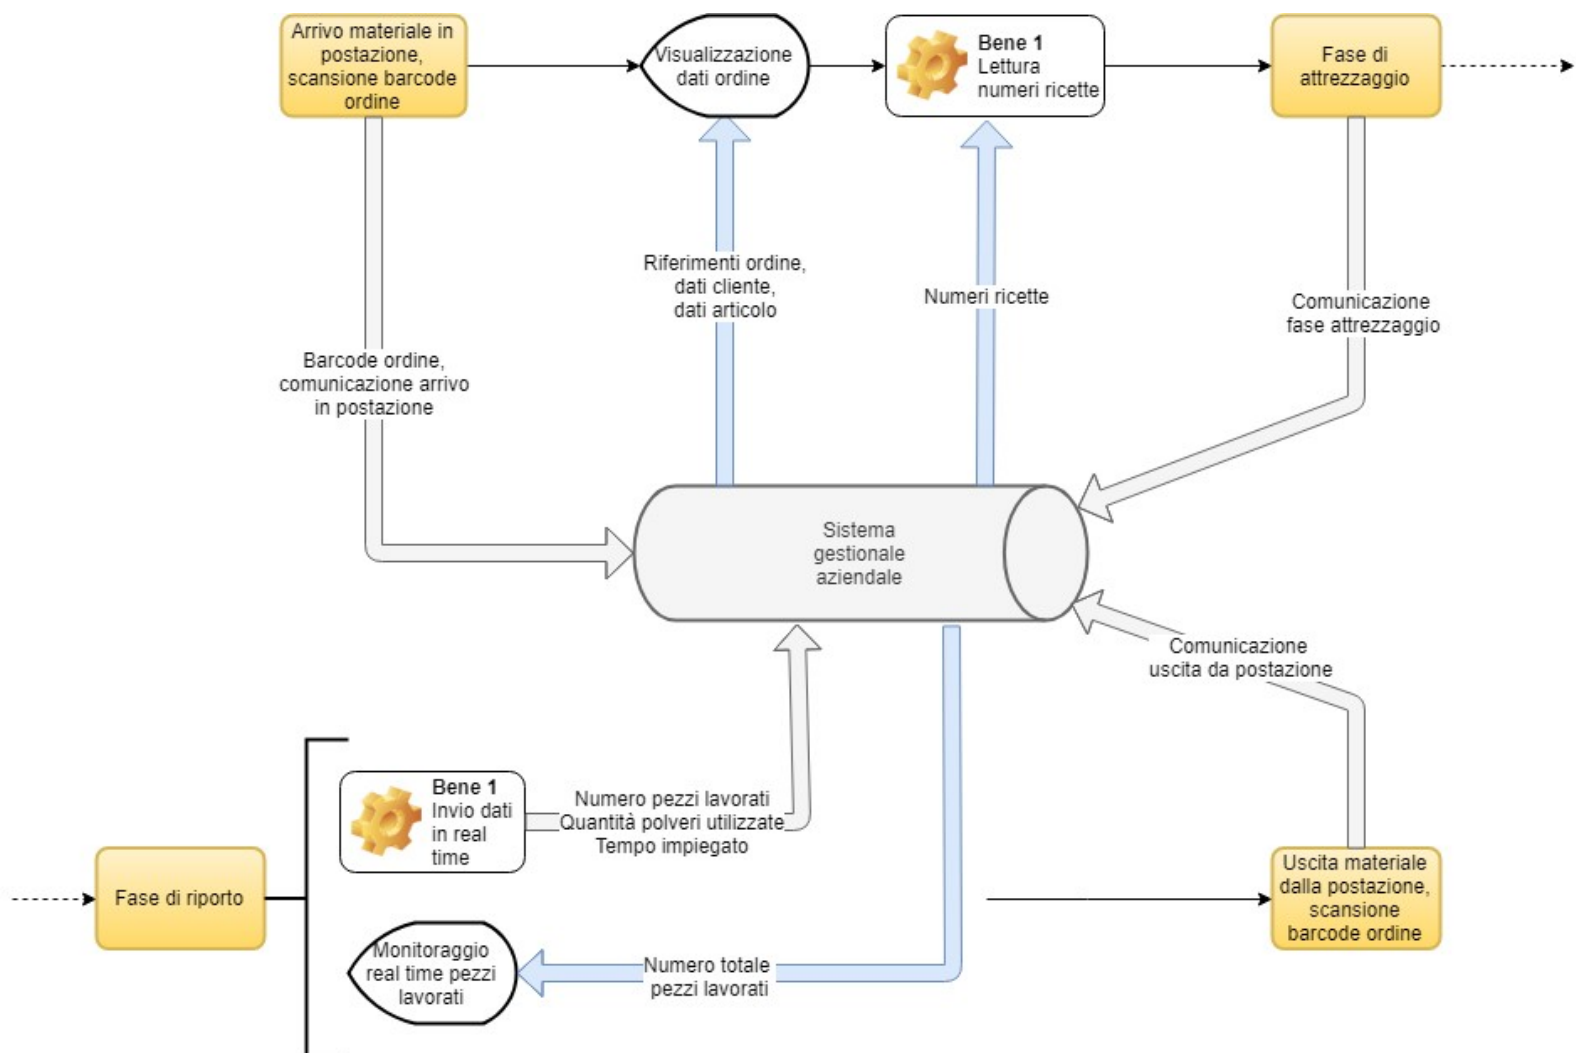 Arrivo materiale in
postazione,
scansione barcode
ordine
Visualizzazione
dati ordine
Bene 1
Lettura
numeri ricette
Fase di
attrezzaggio
Riferimenti ordine,
dati cliente,
dati articolo
Numeri ricette
Comunicazione
fase attrezzaggio
Barcode ordine,
comunicazione arrivo
in postazione
Sistema
gestionale
aziendale
Comunicazione
uscita da postazione
Bene 1
Invio dati
in real
time
Numero pezzi lavorati
Quantità polveri utilizzate
Tempo impiegato
Fase di riporto
Uscita materiale
dalla postazione,
scansione
barcode ordine
Monitoraggio
real time pezzi
lavorati
Numero totale
pezzi lavorati